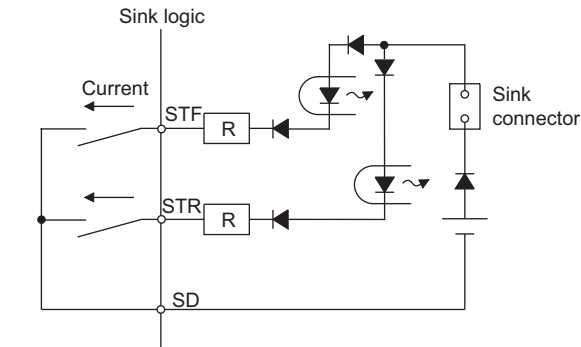 Sink logic
Current
STF
R
Sink
connector
STR
R
SD